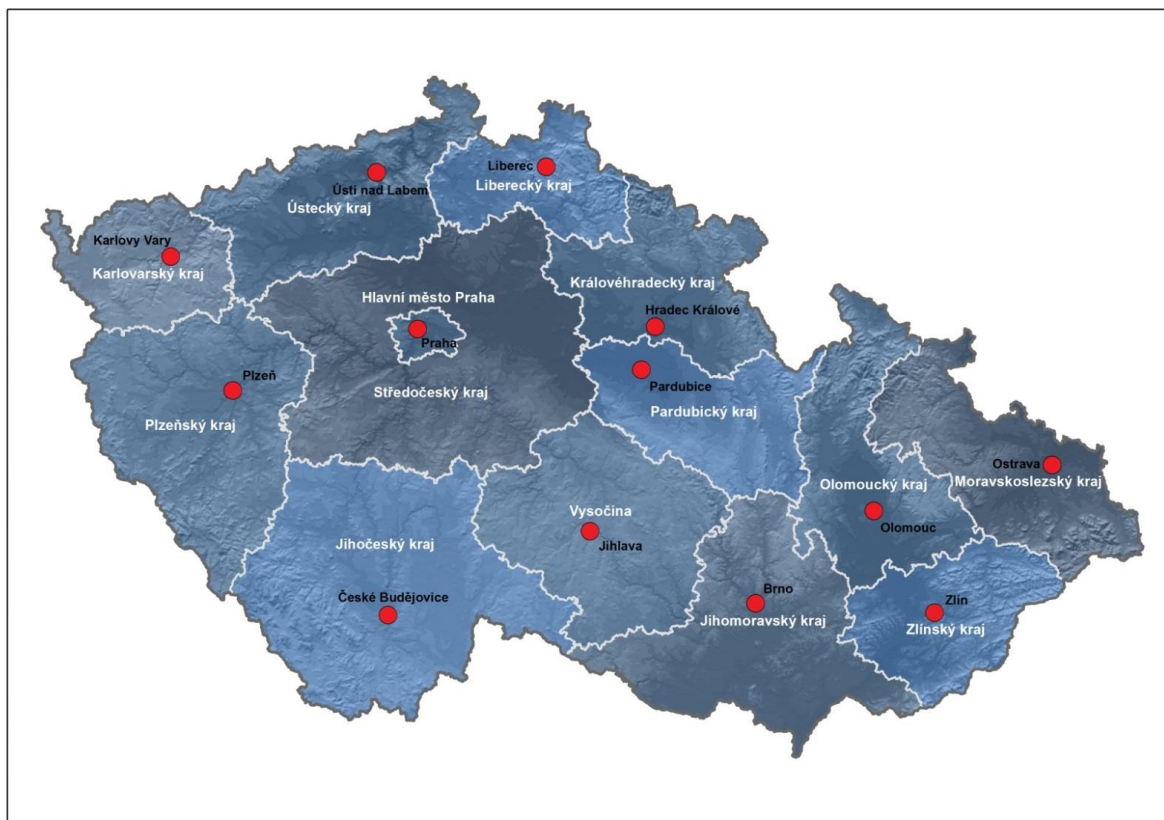 Liberec
Liberecký kraj
Ústí nad Labem
Ústecký kraj
Karlovy Vary
Karlovarský kraj
Královéhradecký kraj
Hradec Králové
Hlavní město Praha
Praha
Středočeský kraj
Plzeň
Plzeňský kraj
Pardubice
Pardubický kraj
Ostrava
Moravskoslezský kraj
Olomoucký kraj
Olomouc
Vysočina
Jihlava
Jihočeský kraj
České Budějovice
Brno
Jihomoravský kraj
Zlín
Zlínský kraj